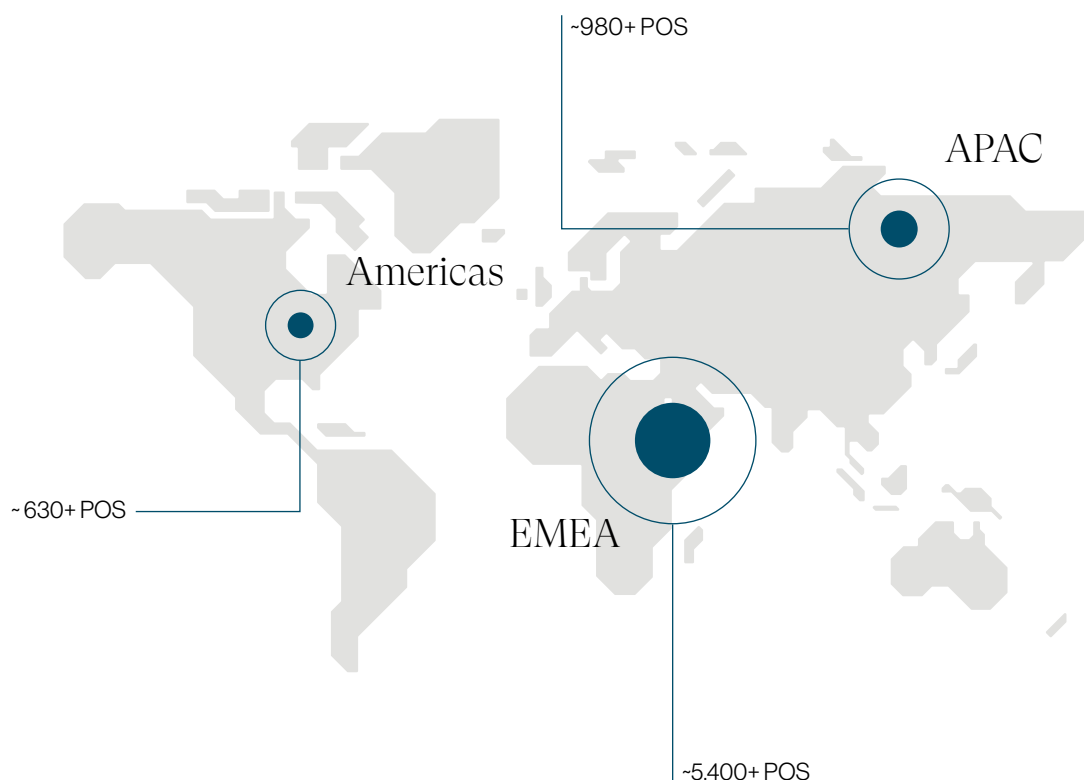 ~980+ POS
APAC
Americas
~630+ POS
EMEA
~5.400+ POS